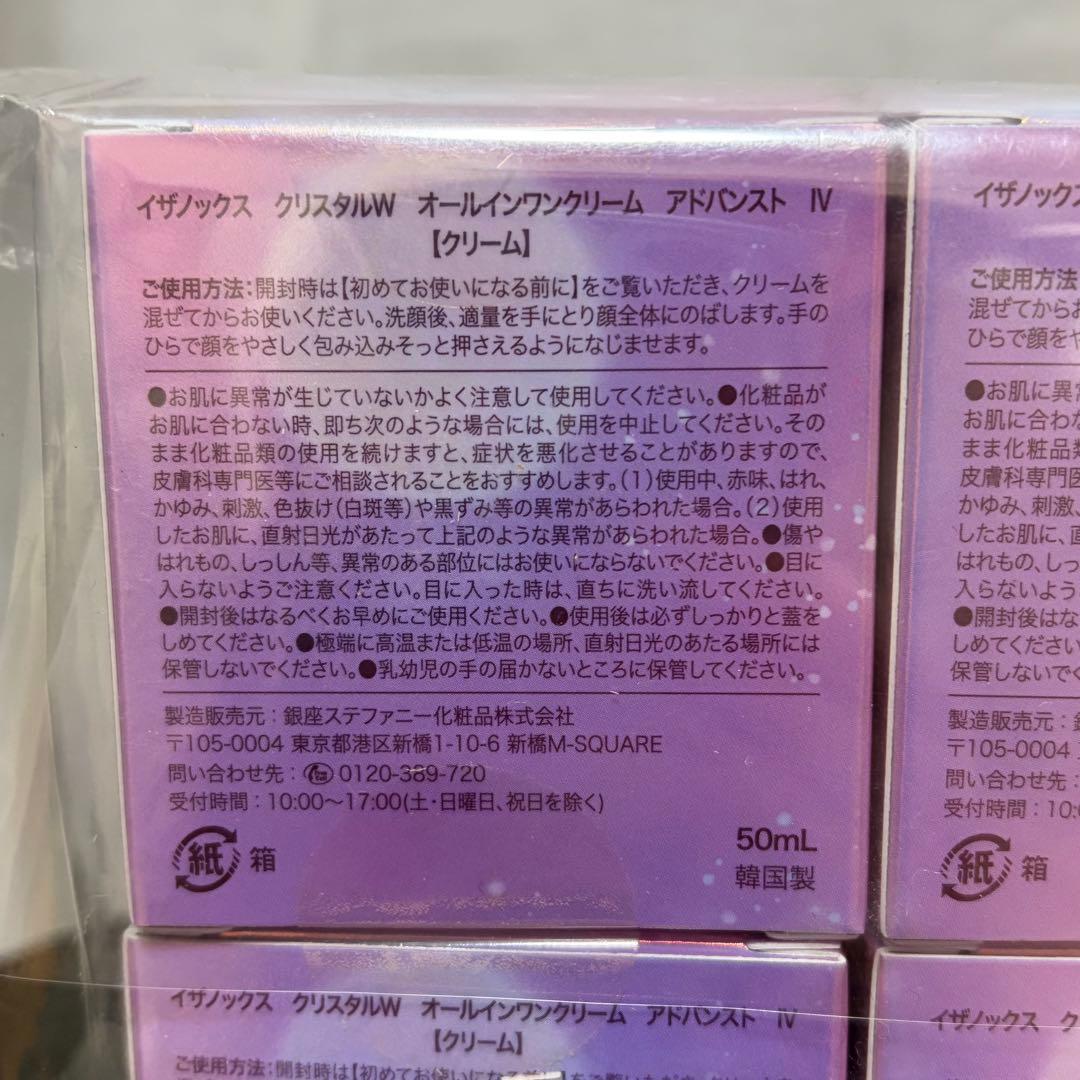 イザノックス　クリスタルW　オールインワンクリーム　アドバンスト　IV
【クリーム】
ご使用方法：開封時は【初めてお使いになる前に】をご覧いただき、クリームを
混ぜてからお使いください。洗顔後、適量を手にとり顔全体にのばします。手の
ひらで顔をやさしく包み込みそっと押さえるようになじませます。
●お肌に異常が生じていないかよく注意して使用してください。●化粧品が
お肌に合わない時、即ち次のような場合には、使用を中止してください。その
まま化粧品類の使用を続けますと、症状を悪化させることがありますので、
皮膚科専門医等にご相談されることをおすすめします。（1）使用中、赤味、はれ、
かゆみ、刺激、色抜け（白斑等）や黒ずみ等の異常があらわれた場合。（2）使用
したお肌に、直射日光があたって上記のような異常があらわれた場合。●傷や
はれもの、しっしん等、異常のある部位にはお使いにならないでください。●目に
入らないようご注意ください。目に入った時は、直ちに洗い流してください。
●開封後はなるべくお早めにご使用ください。●使用後は必ずしっかりと蓋を
しめてください。●極端に高温または低温の場所、直射日光のあたる場所には
保管しないでください。●乳幼児の手の届かないところに保管してください。
製造販売元：銀座ステファニー化粧品株式会社
〒105-0004 東京都港区新橋1-10-6 新橋M-SQUARE
問い合わせ先：0120-389-720
受付時間：10:00〜17:00(土・日曜日、祝日を除く)
紙 箱
50mL
韓国製
イザノックス
ご使用方法
混ぜてからお
ひらで顔をや
●お肌に異常
お肌に合わな
まま化粧品類
皮膚科専門医
かゆみ、刺激、
したお肌に、直
はれもの、しっ
入らないよう
●開封後はな
しめてください
保管しないで
製造販売元：
〒105-0004
問い合わせ先：
受付時間：10:
紙 箱
イザノックス　クリスタルW　オールインワンクリーム　アドバンスト　IV
【クリーム】
ご使用方法：開封時は【初めてお使いになる前に】をご覧いただき、ク
イザノックス　ク